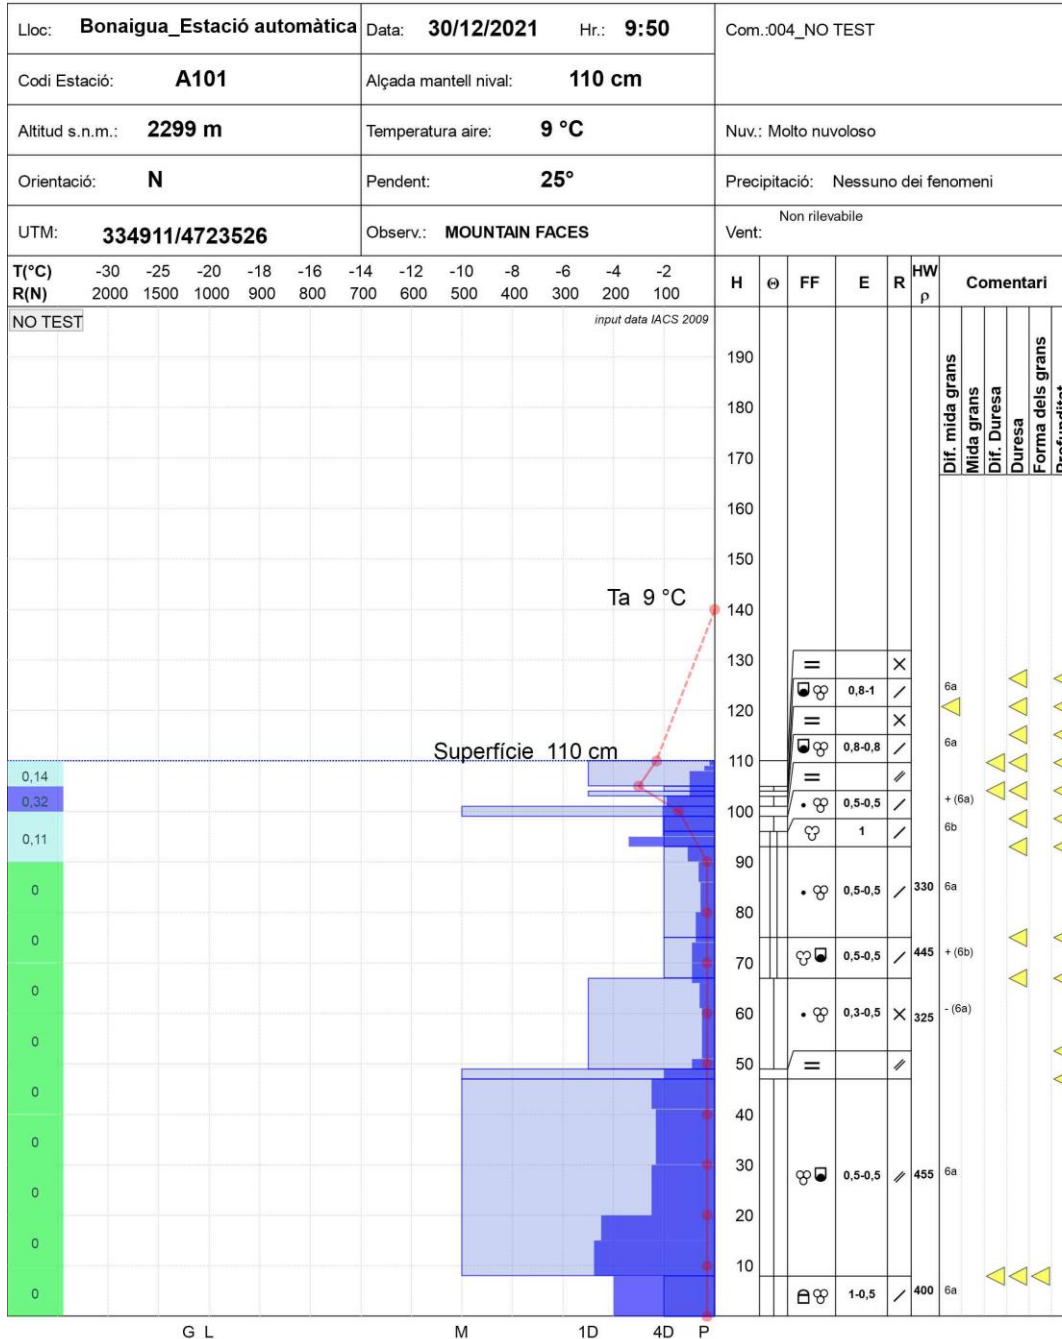 Lloc: Bonaigua_Estació automàtica Data: 30/12/2021 Hr.: 9:50 Com.:004_NO TEST
Codi Estació: A101 Alçada mantell nival: 110 cm
Altitud s.n.m.: 2299 m Temperatura aire: 9 °C Nuv.: Molto nuvoloso
Orientació: N Pendent: 25° Precipitació: Nessuno dei fenomeni
UTM: 334911/4723526 Observ.: MOUNTAIN FACES Vent: Non rilevabile
T(°C) -30 -25 -20 -18 -16 -14 -12 -10 -8 -6 -4 -2 H Θ FF E R HW Comentari
R(N) 2000 1500 1000 900 800 700 600 500 400 300 200 100 ρ
NO TEST input data IACS 2009
Dif. mida grans
Mida grans
Dif. Duresa
Duresa
Forma dels grans
190
180
170
160
150
Ta 9 °C 140
130
0,8-1 6a
120
0,8-0,8 6a
Superfície 110 cm 110
0,14
0,5-0,5 + (6a)
0,32 100
1 6b
0,11
90
0 0,5-0,5 330 6a
80
0
0,5-0,5 445 + (6b)
70
0
60 0,3-0,5 325 - (6a)
0
50
0
40
0
30 0,5-0,5 455 6a
0
20
0
10
0 1-0,5 400 6a
G L M 1D 4D P